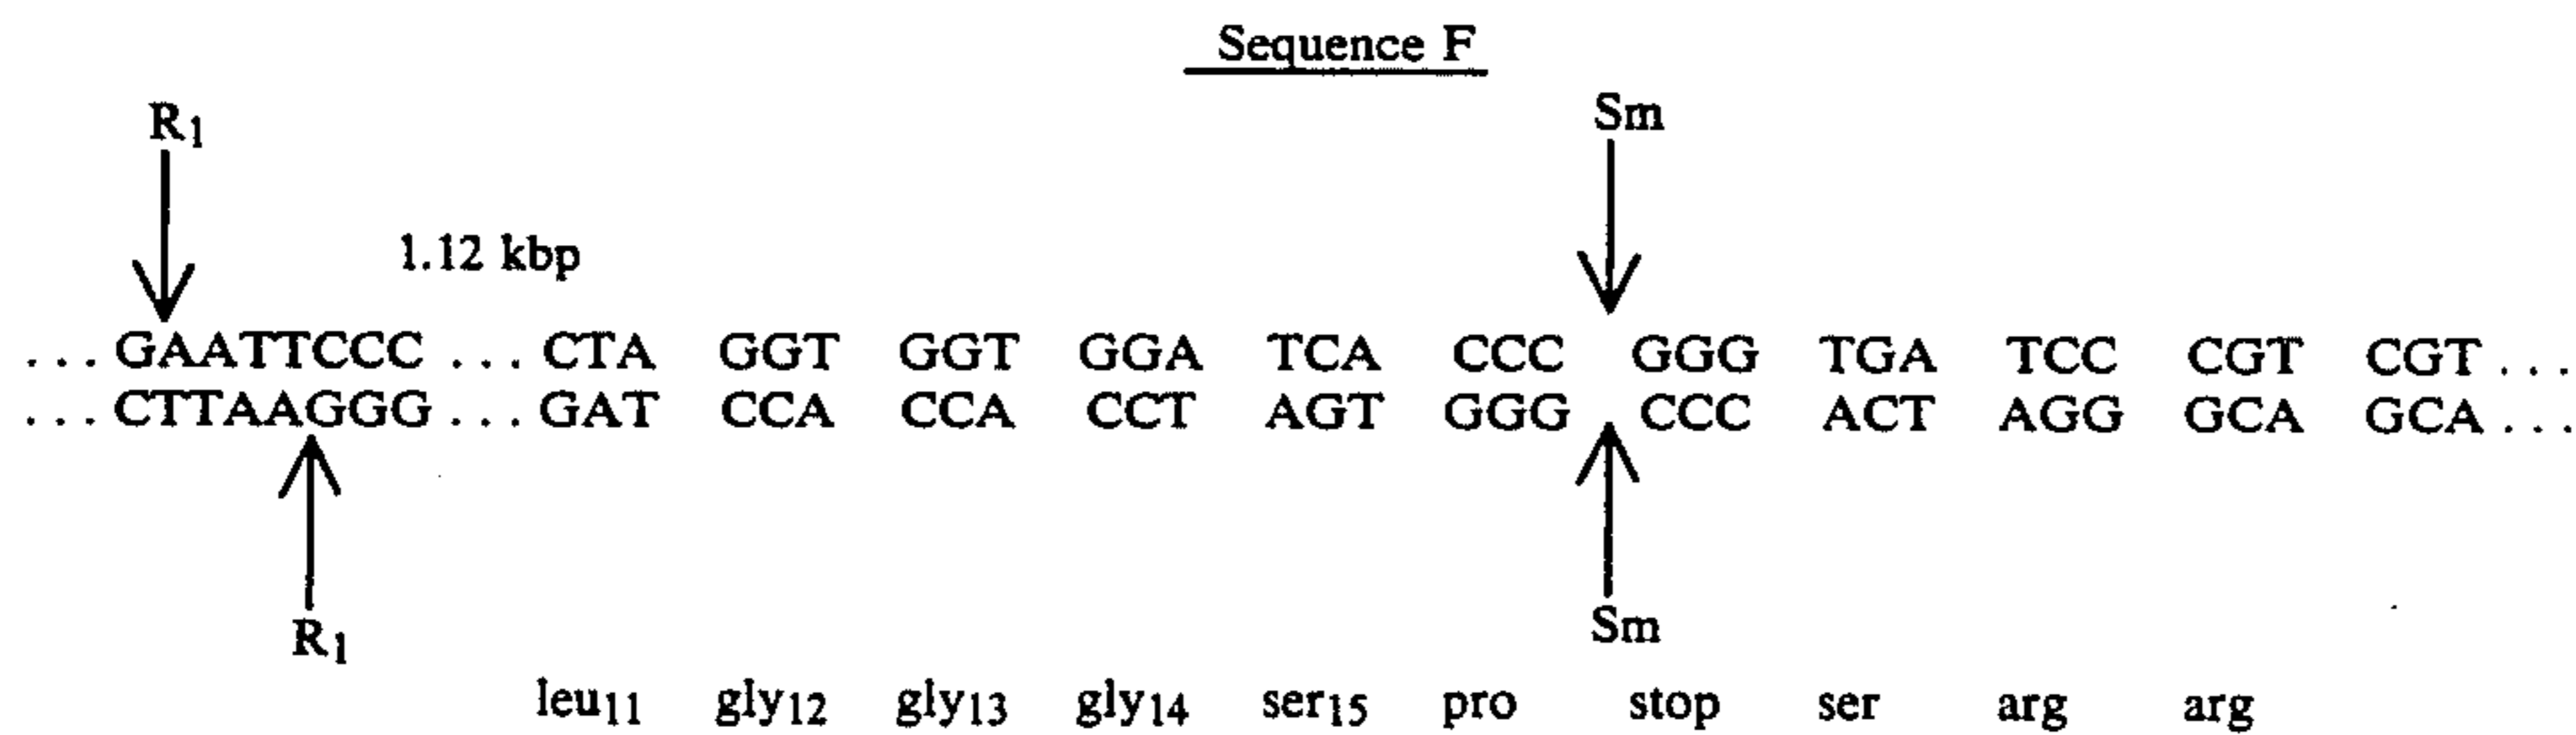 Sequence F
R1 Sm
1.12 kbp
... GAATTCCC ... CTA GGT GGT GGA TCA CCC GGG TGA TCC CGT CGT ...
... CTTAAGGG ... GAT CCA CCA CCT AGT GGG CCC ACT AGG GCA GCA ...
R1 Sm
leu11 gly12 gly13 gly14 ser15 pro stop ser arg arg